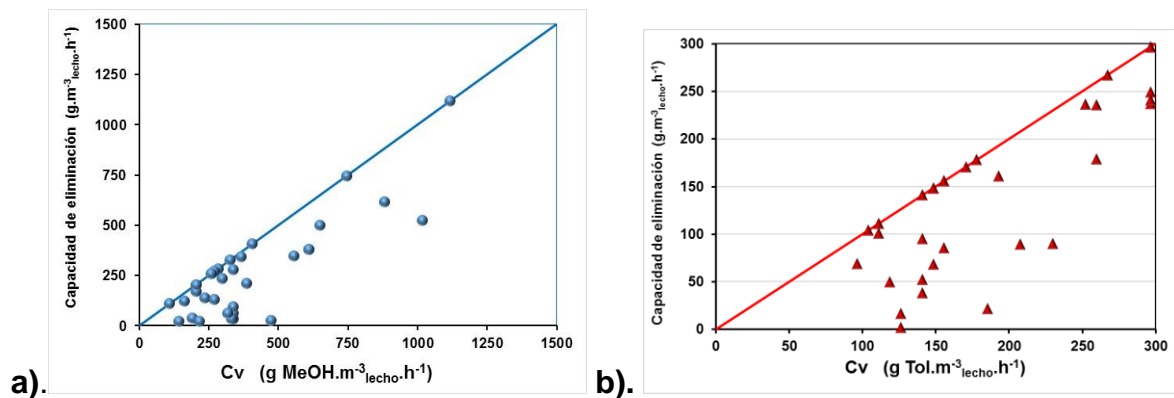 1500
1250
1000
750
500
250
0
0 250 500 750 1000 1250 1500
Capacidad de eliminación (g.m-3lecho.h-1)
Cv (g MeOH.m-3lecho.h-1)
a).
300
250
200
150
100
50
0
0 50 100 150 200 250 300
Capacidad de eliminación (g.m-3lecho.h-1)
Cv (g Tol.m-3lecho.h-1)
b).